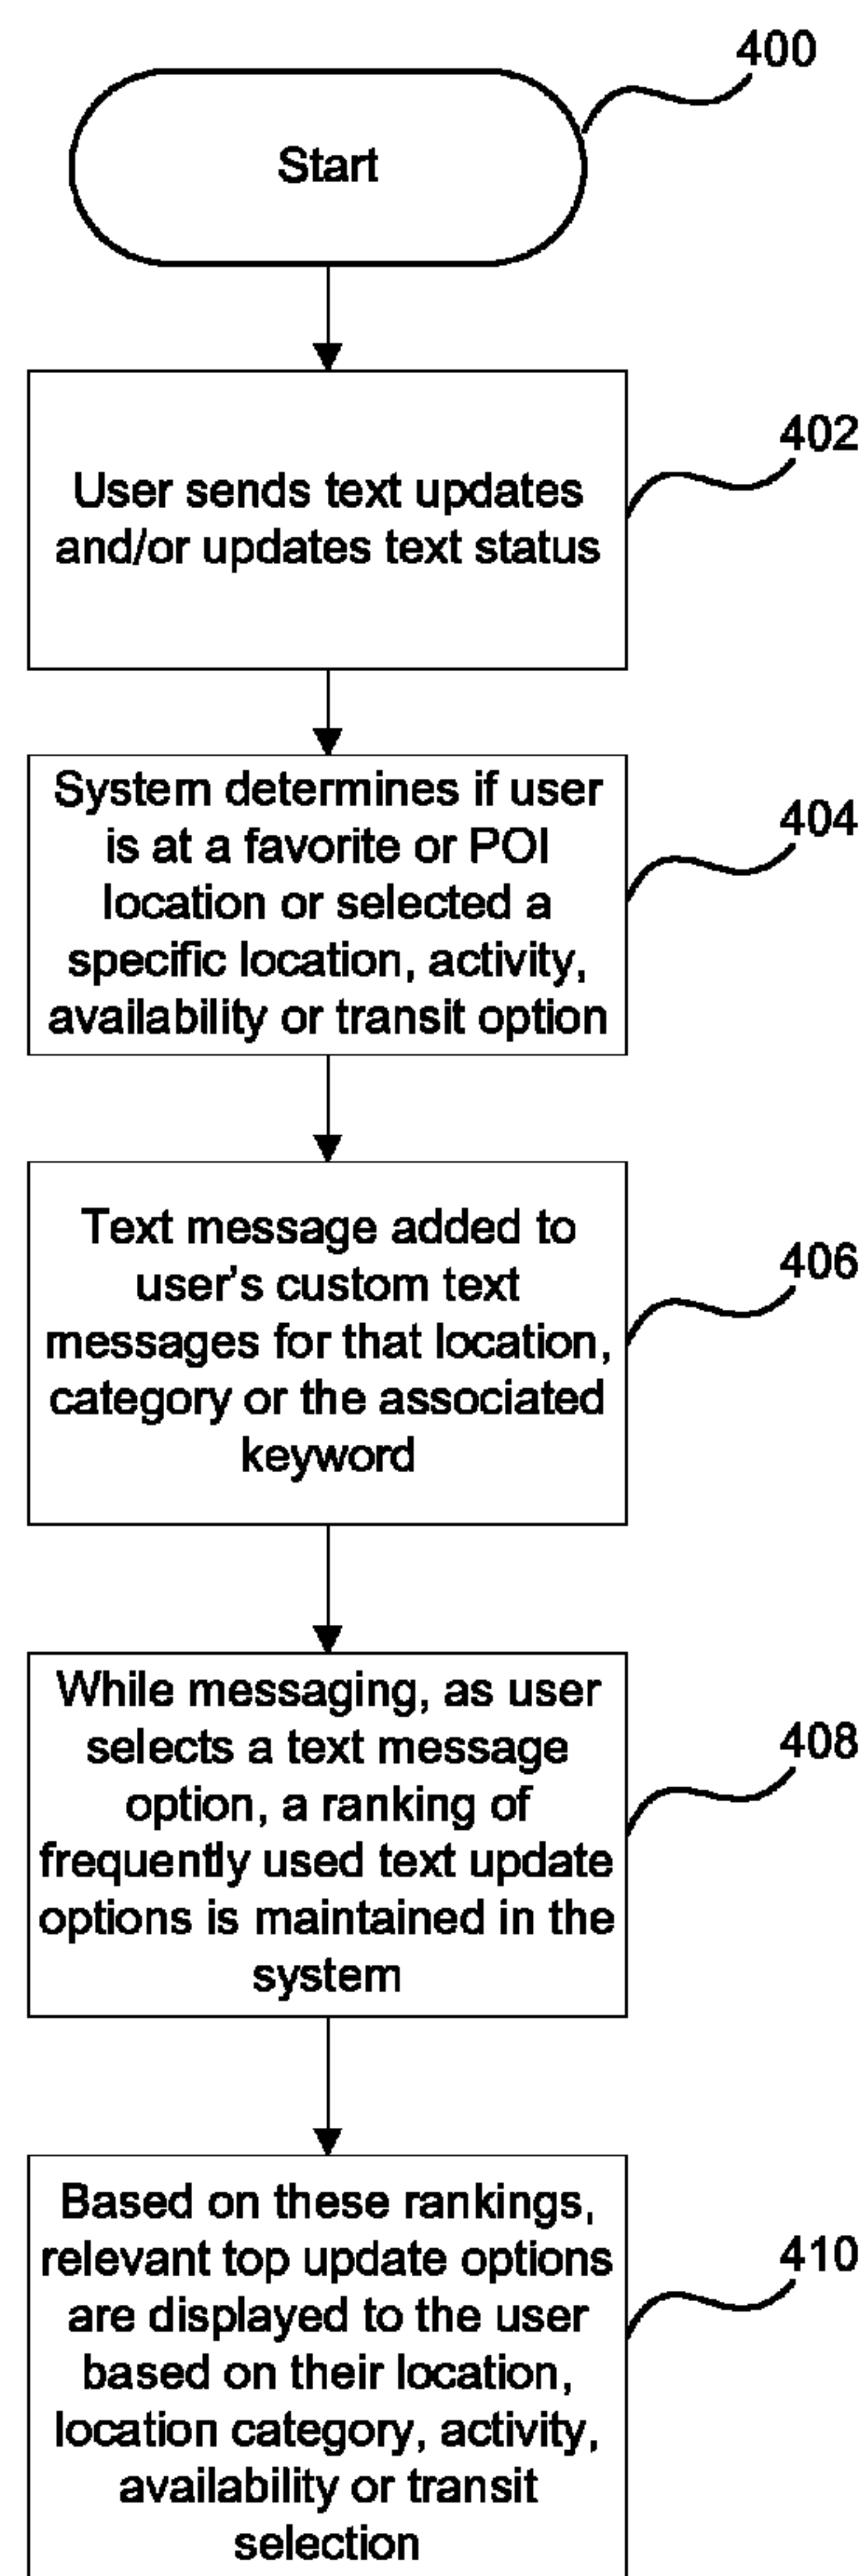 400
Start
402
User sends text updates
and/or updates text status
404
System determines if user
is at a favorite or POI
location or selected a
specific location, activity,
availability or transit option
406
Text message added to
user's custom text
messages for that location,
category or the associated
keyword
408
While messaging, as user
selects a text message
option, a ranking of
frequently used text update
options is maintained in the
system
410
Based on these rankings,
relevant top update options
are displayed to the user
based on their location,
location category, activity,
availability or transit
selection